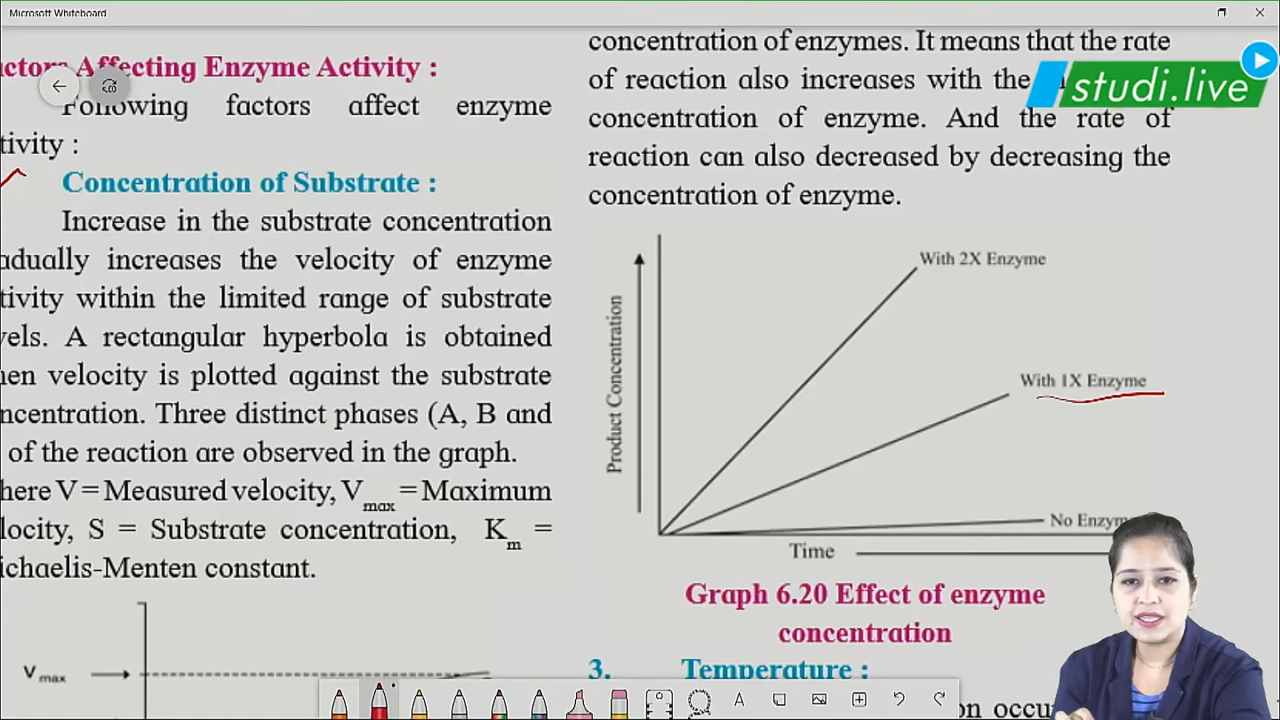 Microsoft Whiteboard
ctors Affecting Enzyme Activity :
Following factors affect enzyme
tivity :
Concentration of Substrate :
Increase in the substrate concentration
adually increases the velocity of enzyme
tivity within the limited range of substrate
vels. A rectangular hyperbola is obtained
hen velocity is plotted against the substrate
ncentration. Three distinct phases (A, B and
of the reaction are observed in the graph.
here V = Measured velocity, Vmax = Maximum
locity, S = Substrate concentration, Km =
ichaelis-Menten constant.
Vmax
concentration of enzymes. It means that the rate
of reaction also increases with the
concentration of enzyme. And the rate of
reaction can also decreased by decreasing the
concentration of enzyme.
studi.live
With 2X Enzyme
With 1X Enzyme
No Enzym
Product Concentration
Time
Graph 6.20 Effect of enzyme
concentration
3. Temperature :
on occu